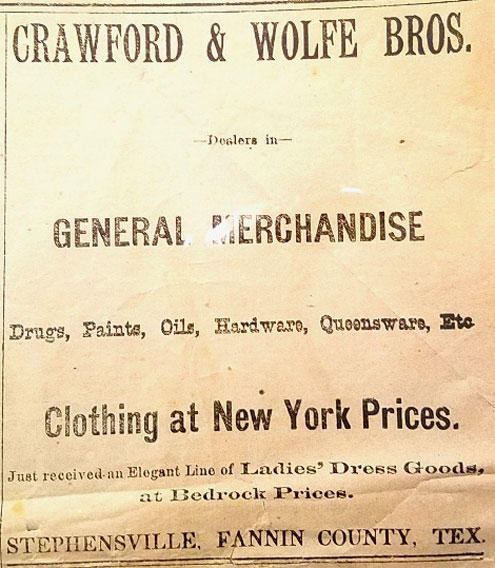 CRAWFORD & WOLFE BROS.
—Dealers in—
GENERAL MERCHANDISE
Drugs, Paints, Oils, Hardware, Queensware, Etc
Clothing at New York Prices.
Just received an Elegant Line of Ladies' Dress Goods,
at Bedrock Prices.
STEPHENSVILLE, FANNIN COUNTY, TEX.